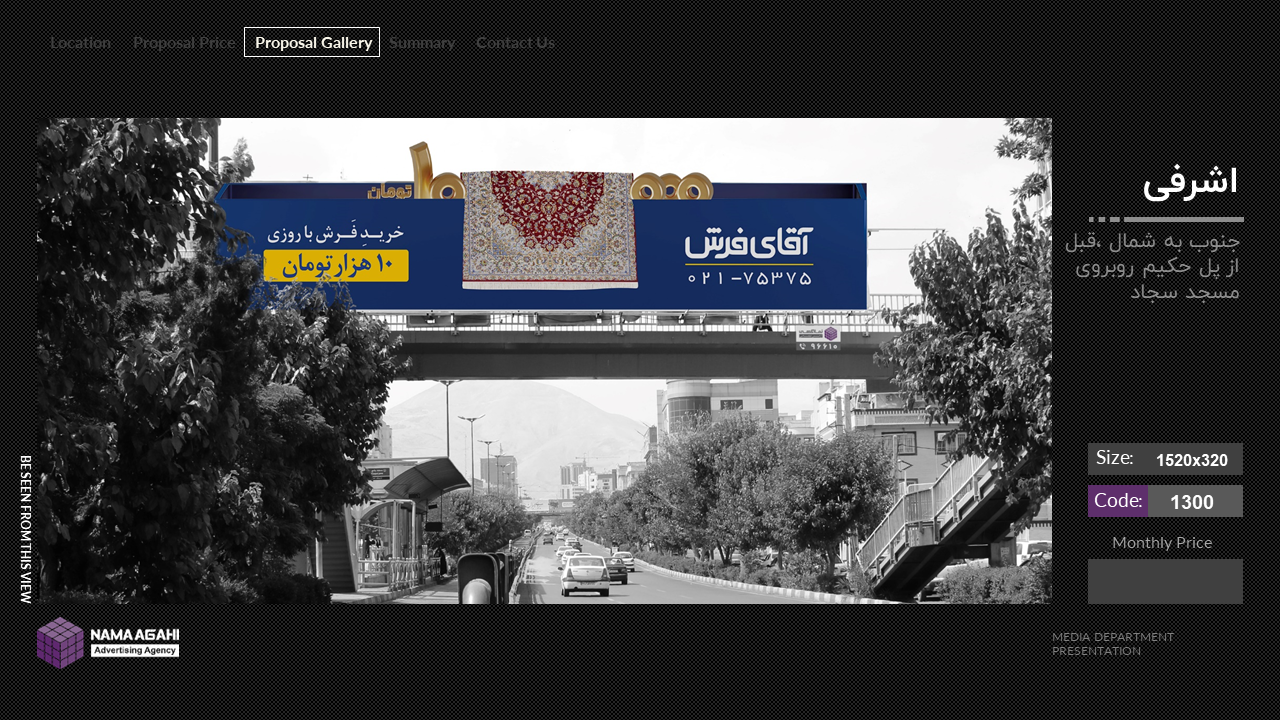 Location Proposal Price Proposal Gallery Summary Contact Us
اشرفی
جنوب به شمال ،قبل
از پل حکیم روبروی
مسجد سجاد
تومان
خرید فرش با روزی
۱۰ هزار تومان
آقای فرش
۰۲۱-۷۵۳۷۵
۹۶۶۱۰
Size: 1520x320
Code: 1300
Monthly Price
BE SEEN FROM THIS VIEW
NAMA AGAHI
Advertising Agency
MEDIA DEPARTMENT
PRESENTATION